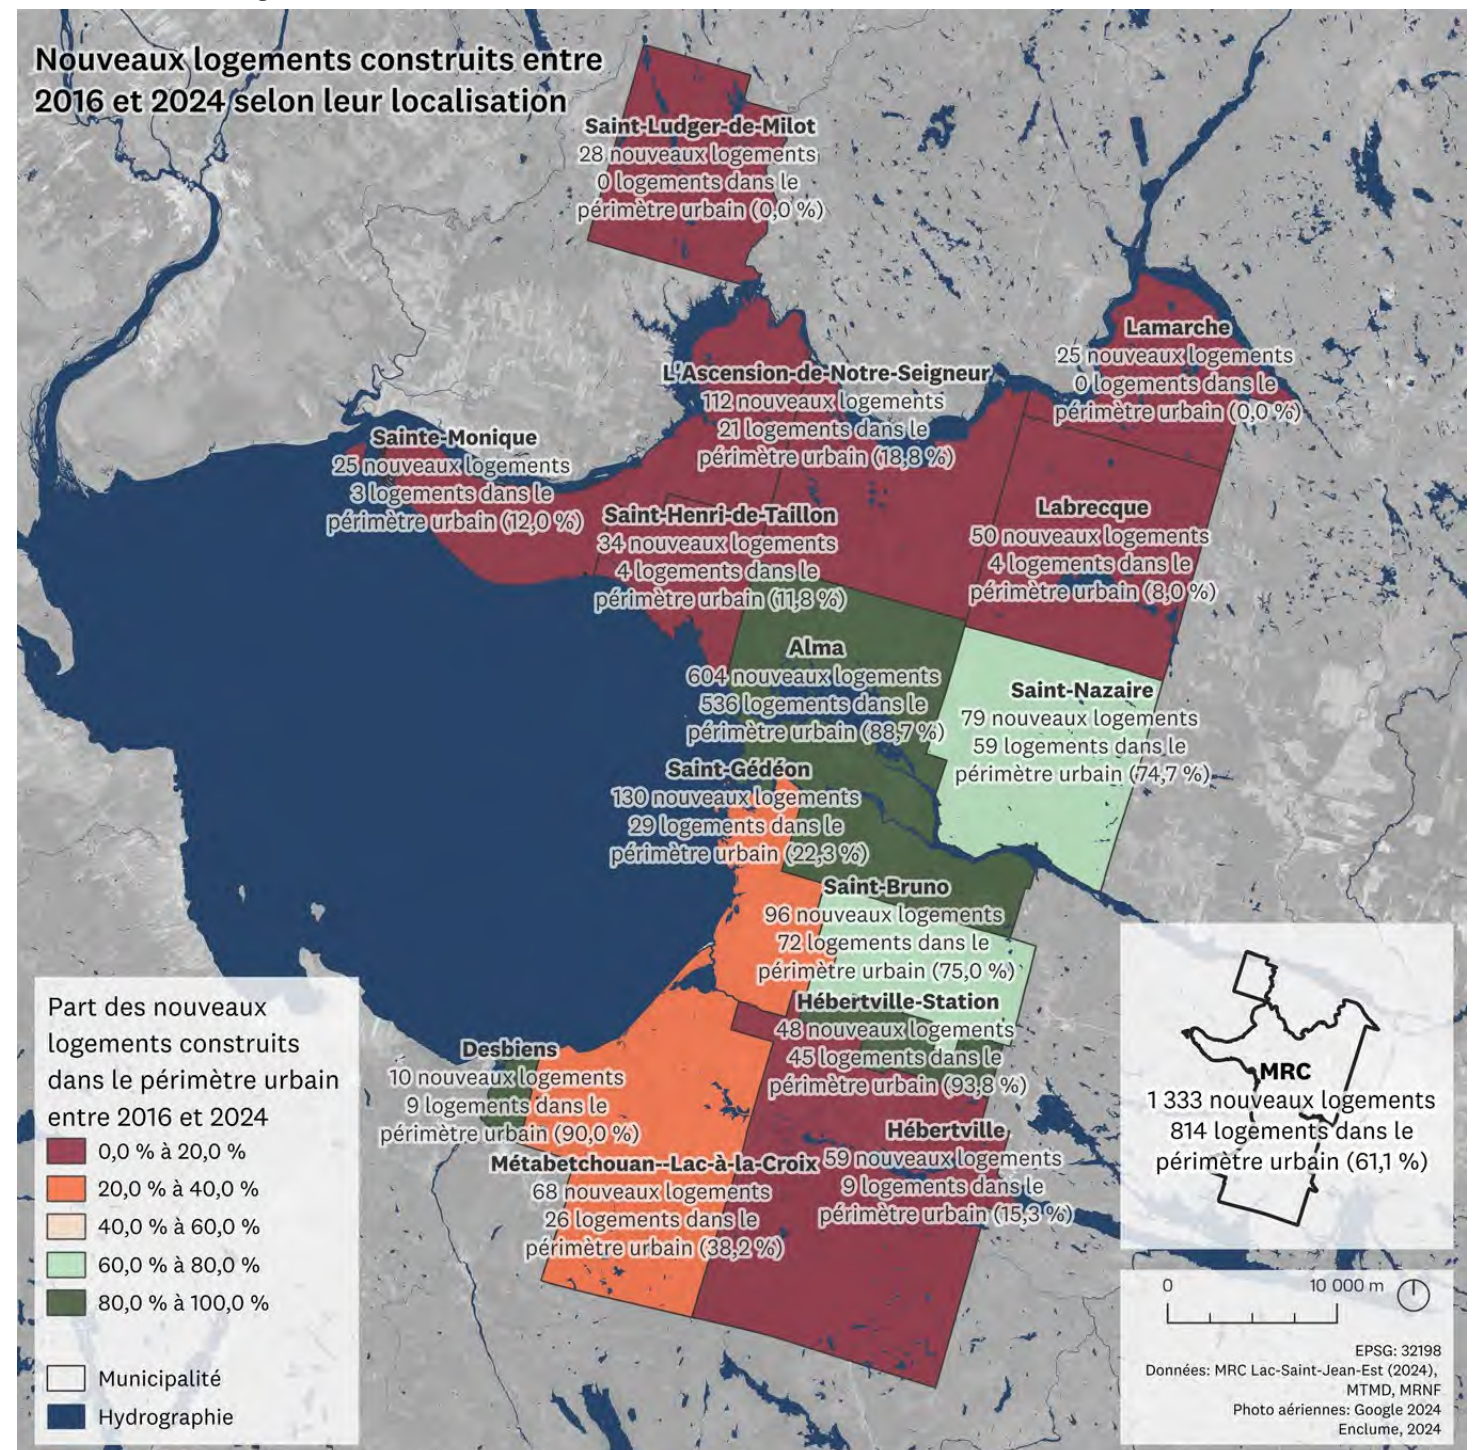 Nouveaux logements construits entre
2016 et 2024 selon leur localisation
Saint-Ludger-de-Milot
28 nouveaux logements
0 logements dans le
périmètre urbain (0,0 %)
Lamarche
25 nouveaux logements
0 logements dans le
périmètre urbain (0,0 %)
L'Ascension-de-Notre-Seigneur
112 nouveaux logements
21 logements dans le
périmètre urbain (18,8 %)
Sainte-Monique
25 nouveaux logements
3 logements dans le
périmètre urbain (12,0 %)
Saint-Henri-de-Taillon
34 nouveaux logements
4 logements dans le
périmètre urbain (11,8 %)
Labrecque
50 nouveaux logements
4 logements dans le
périmètre urbain (8,0 %)
Alma
604 nouveaux logements
536 logements dans le
périmètre urbain (88,7 %)
Saint-Nazaire
79 nouveaux logements
59 logements dans le
périmètre urbain (74,7 %)
Saint-Gédéon
130 nouveaux logements
29 logements dans le
périmètre urbain (22,3 %)
Saint-Bruno
96 nouveaux logements
72 logements dans le
périmètre urbain (75,0 %)
Hébertville-Station
48 nouveaux logements
45 logements dans le
périmètre urbain (93,8 %)
Desbiens
10 nouveaux logements
9 logements dans le
périmètre urbain (90,0 %)
Hébertville
59 nouveaux logements
9 logements dans le
périmètre urbain (15,3 %)
Métabetchouan--Lac-à-la-Croix
68 nouveaux logements
26 logements dans le
périmètre urbain (38,2 %)
Part des nouveaux
logements construits
dans le périmètre urbain
entre 2016 et 2024
0,0 % à 20,0 %
20,0 % à 40,0 %
40,0 % à 60,0 %
60,0 % à 80,0 %
80,0 % à 100,0 %
Municipalité
Hydrographie
MRC
1 333 nouveaux logements
814 logements dans le
périmètre urbain (61,1 %)
0 10 000 m
EPSG: 32198
Données: MRC Lac-Saint-Jean-Est (2024),
MTMD, MRNF
Photo aériennes: Google 2024
Enclume, 2024